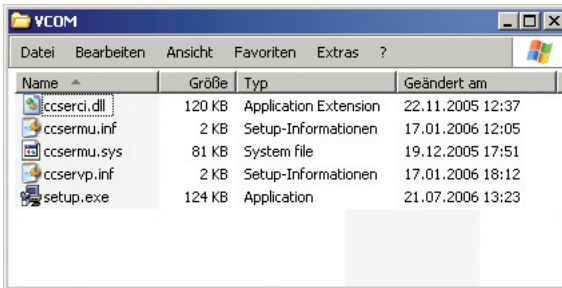 VCOM
Datei Bearbeiten Ansicht Favoriten Extras ?
Name Größe Typ Geändert am
ccserci.dll 120 KB Application Extension 22.11.2005 12:37
ccsermu.inf 2 KB Setup-Informationen 17.01.2006 12:05
ccsermu.sys 81 KB System file 19.12.2005 17:51
ccservp.inf 2 KB Setup-Informationen 17.01.2006 18:12
setup.exe 124 KB Application 21.07.2006 13:23